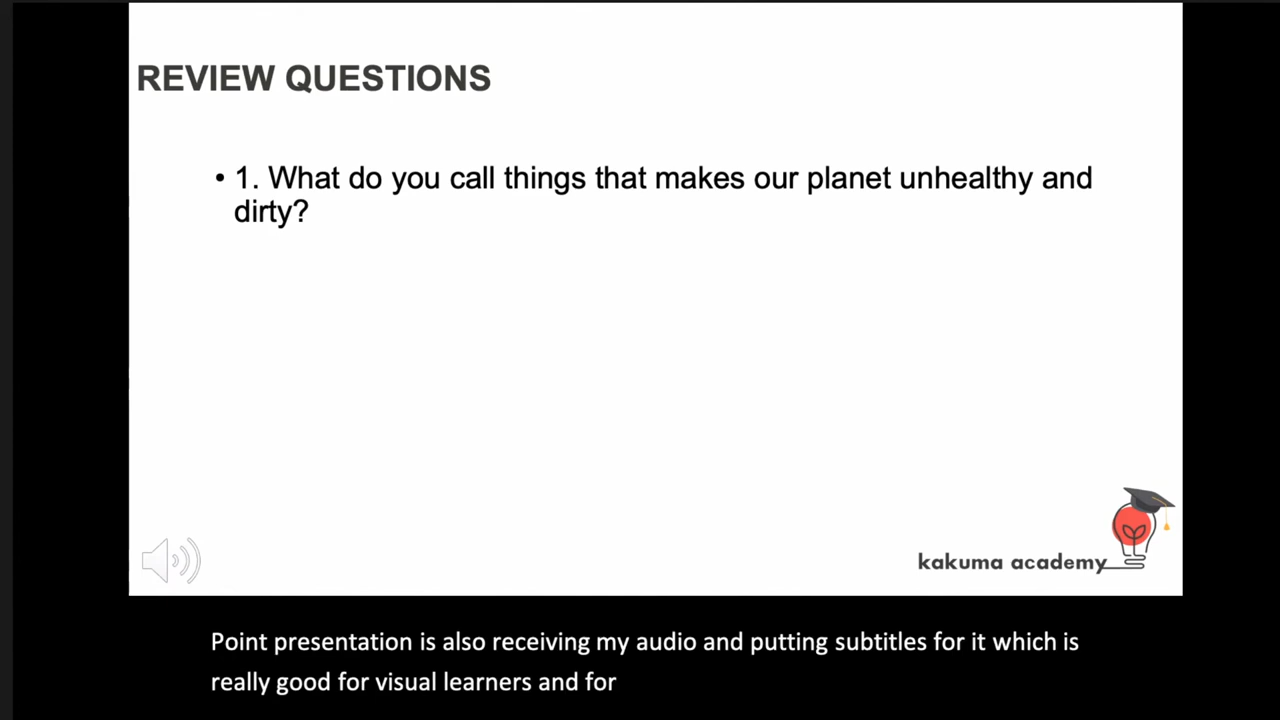 REVIEW QUESTIONS
• 1. What do you call things that makes our planet unhealthy and
dirty?
kakuma academy
Point presentation is also receiving my audio and putting subtitles for it which is
really good for visual learners and for